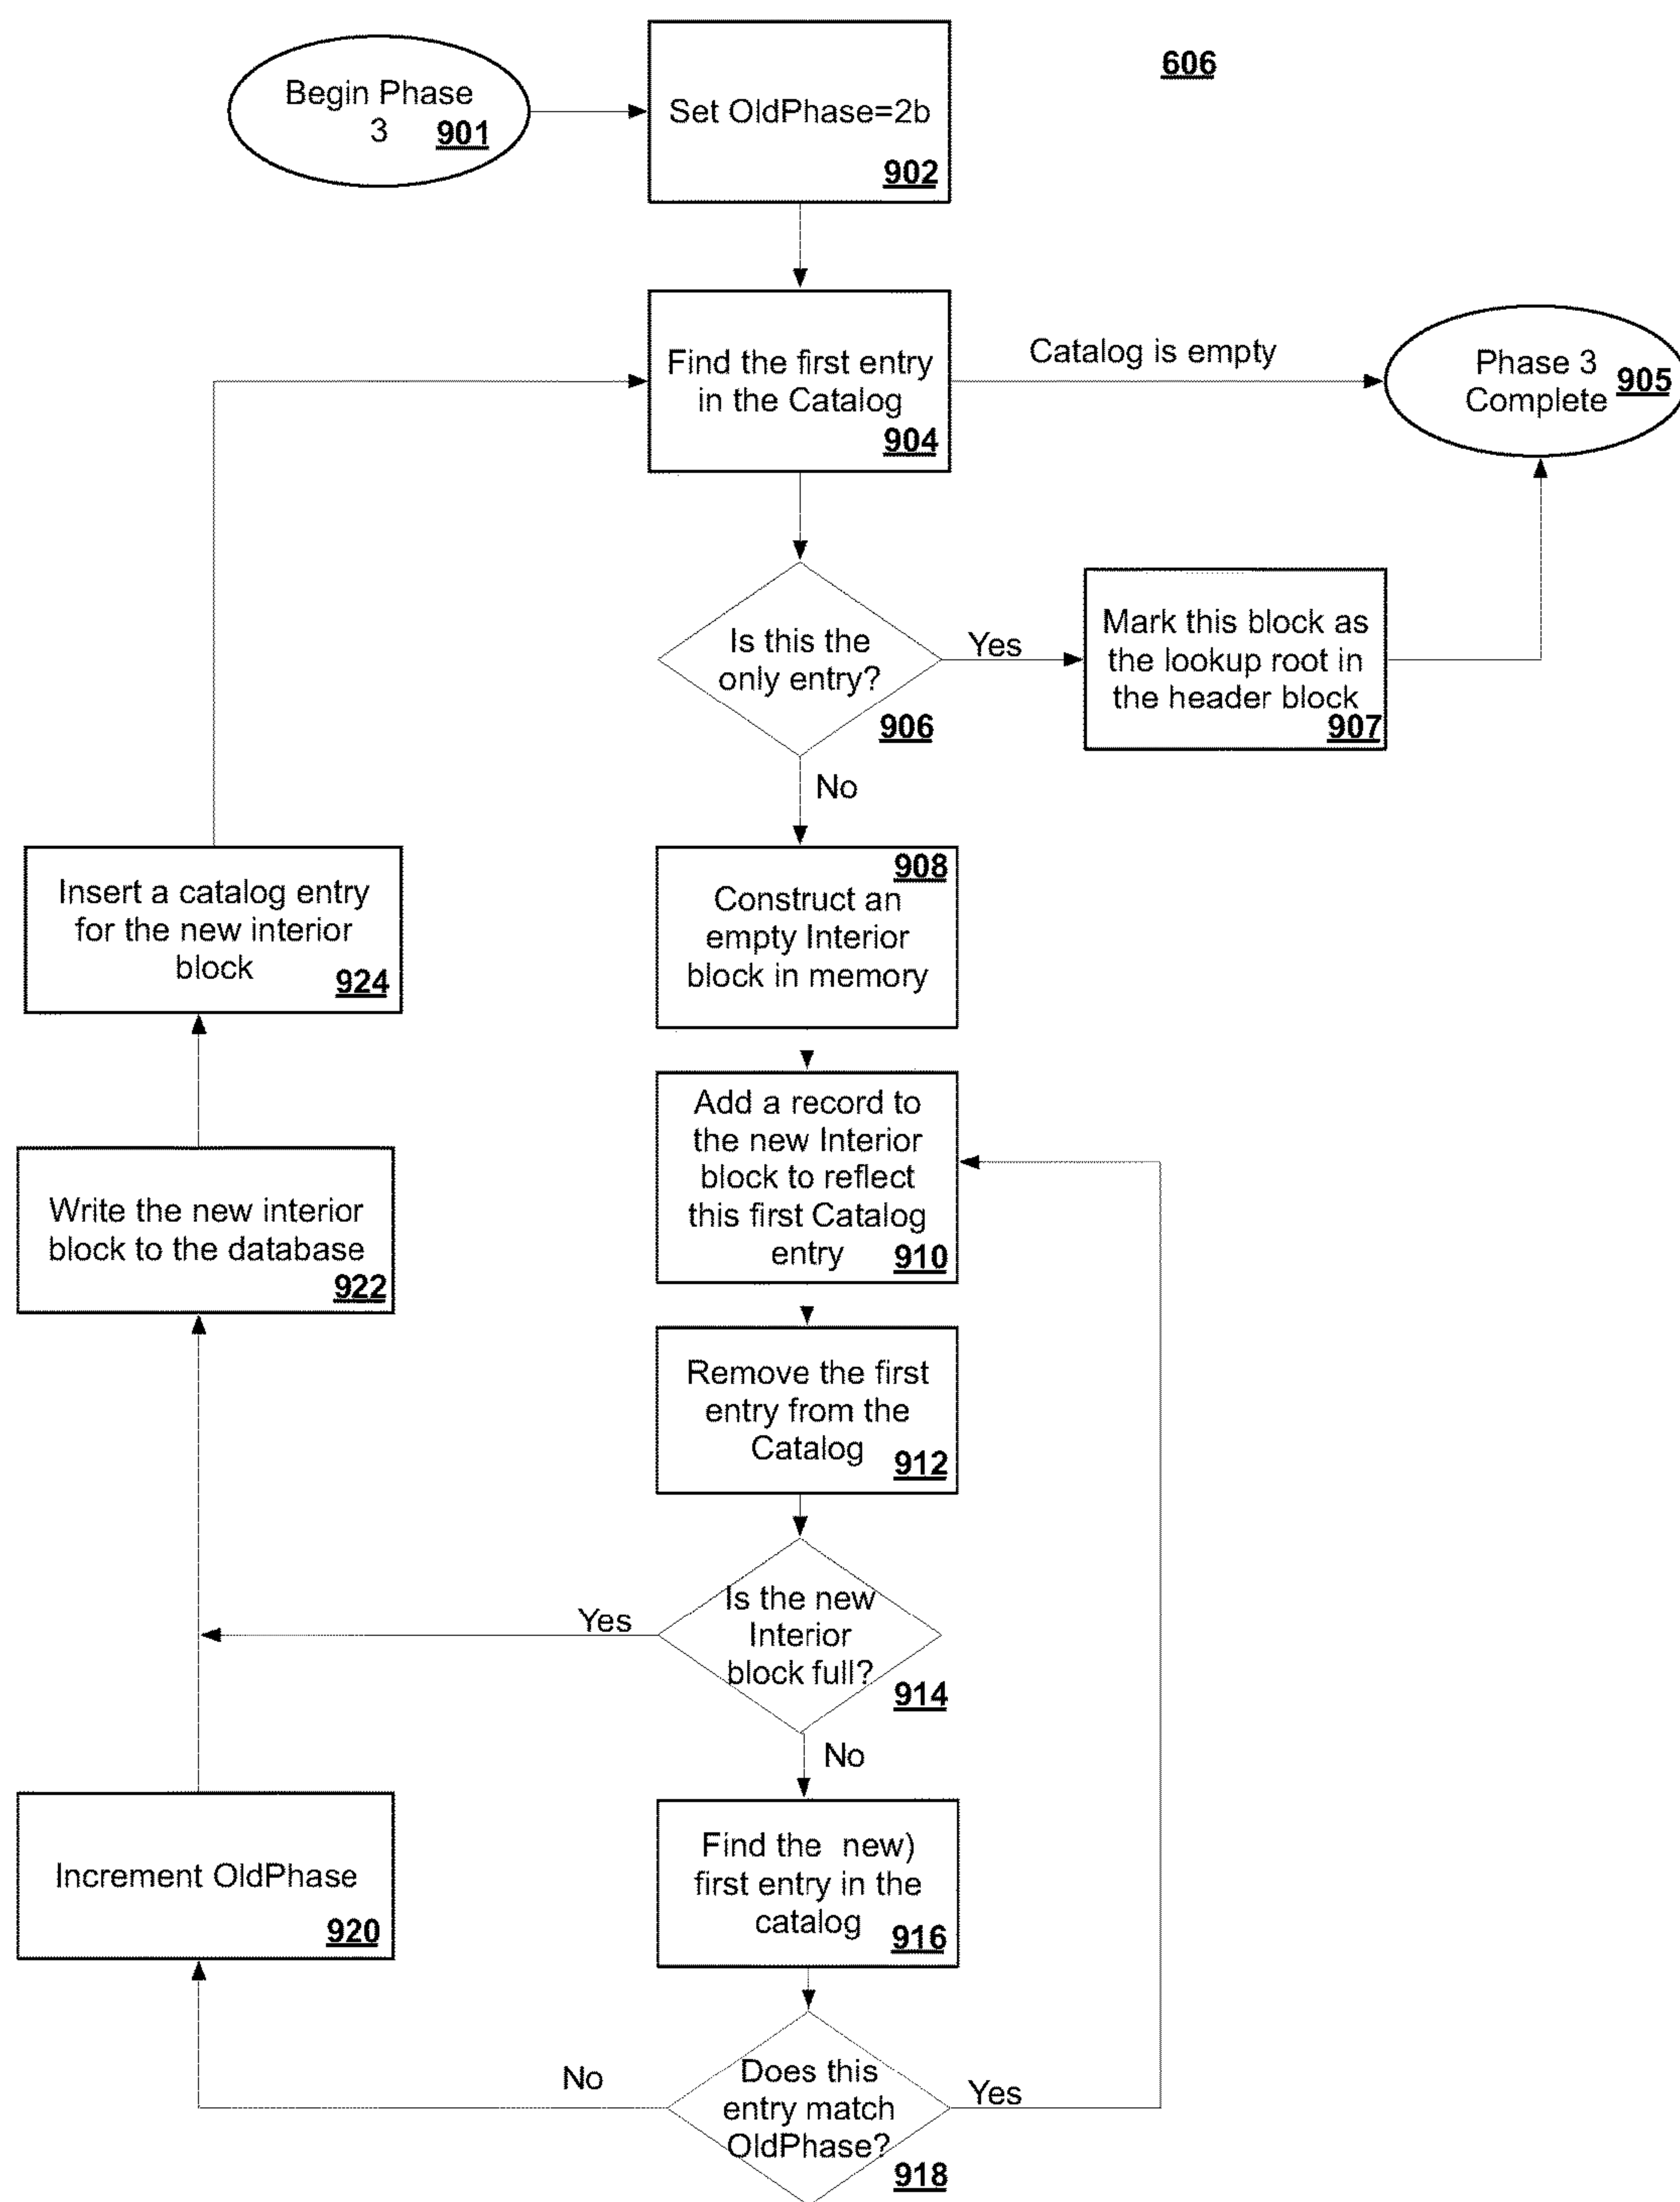 606
Begin Phase
3 901
Set OldPhase=2b
902
Find the first entry
in the Catalog
904
Catalog is empty
Phase 3
Complete 905
Is this the
only entry?
906
Yes
Mark this block as
the lookup root in
the header block
907
No
908
Construct an
empty Interior
block in memory
Add a record to
the new Interior
block to reflect
this first Catalog
entry 910
Remove the first
entry from the
Catalog
912
Is the new
Interior
block full?
914
Yes
No
Find the new)
first entry in the
catalog
916
Does this
entry match
OldPhase?
918
Yes
No
Increment OldPhase
920
Write the new interior
block to the database
922
Insert a catalog entry
for the new interior
block
924